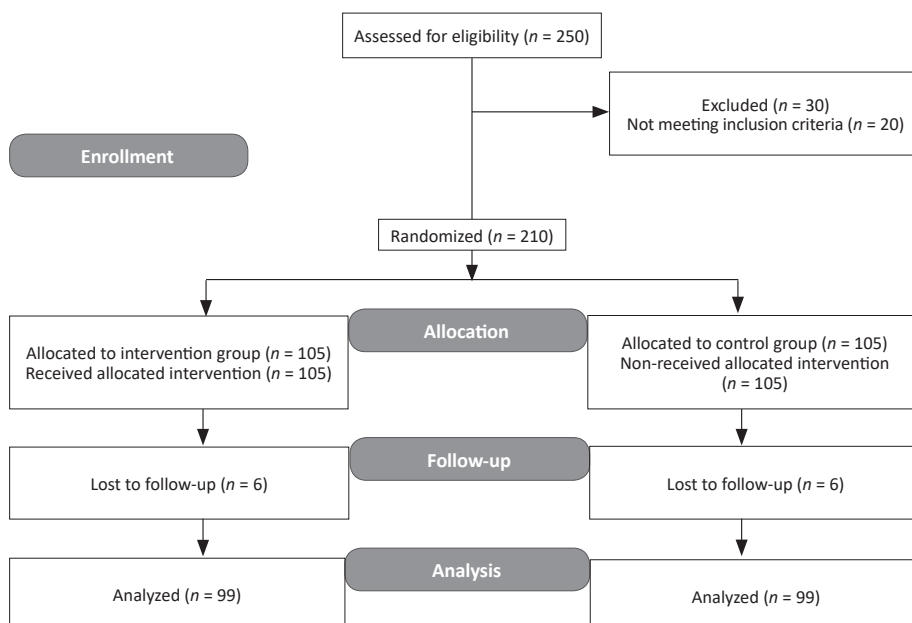 Assessed for eligibility (n = 250)
Excluded (n = 30)
Not meeting inclusion criteria (n = 20)
Enrollment
Randomized (n = 210)
Allocation
Allocated to intervention group (n = 105)
Received allocated intervention (n = 105)
Allocated to control group (n = 105)
Non-received allocated intervention
(n = 105)
Follow-up
Lost to follow-up (n = 6)
Lost to follow-up (n = 6)
Analysis
Analyzed (n = 99)
Analyzed (n = 99)